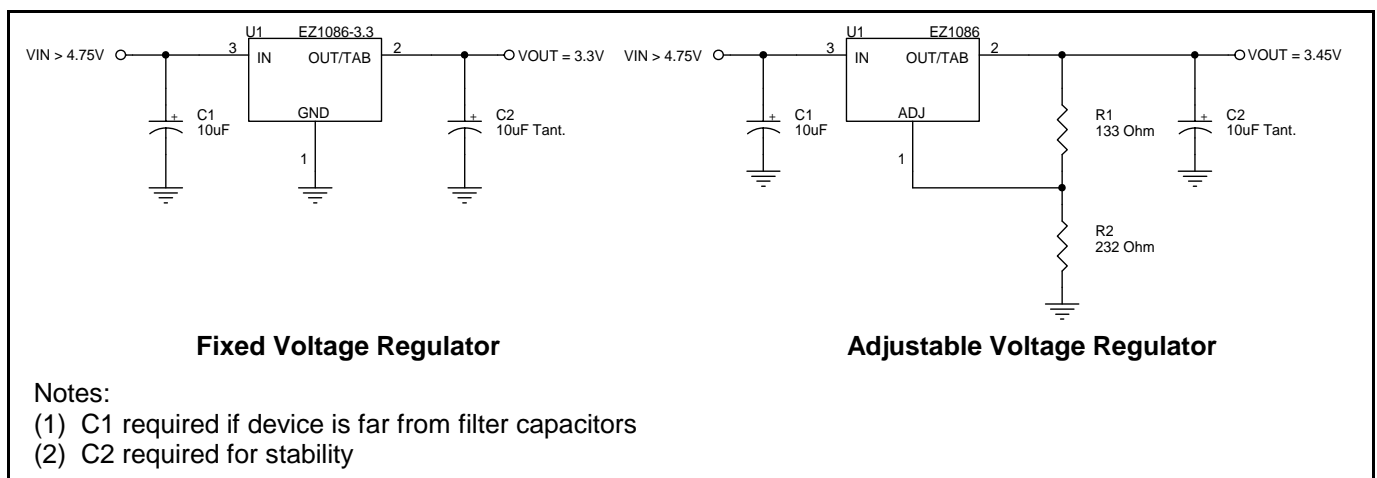 U1 EZ1086-3.3
VIN > 4.75V 3 IN OUT/TAB 2 VOUT = 3.3V
GND
C1
10uF
C2
10uF Tant.
1
U1 EZ1086
VIN > 4.75V 3 IN OUT/TAB 2 VOUT = 3.45V
ADJ
C1
10uF
R1
133 Ohm
C2
10uF Tant.
1
R2
232 Ohm
+
+
+
+
Fixed Voltage Regulator
Adjustable Voltage Regulator
Notes:
(1) C1 required if device is far from filter capacitors
(2) C2 required for stability